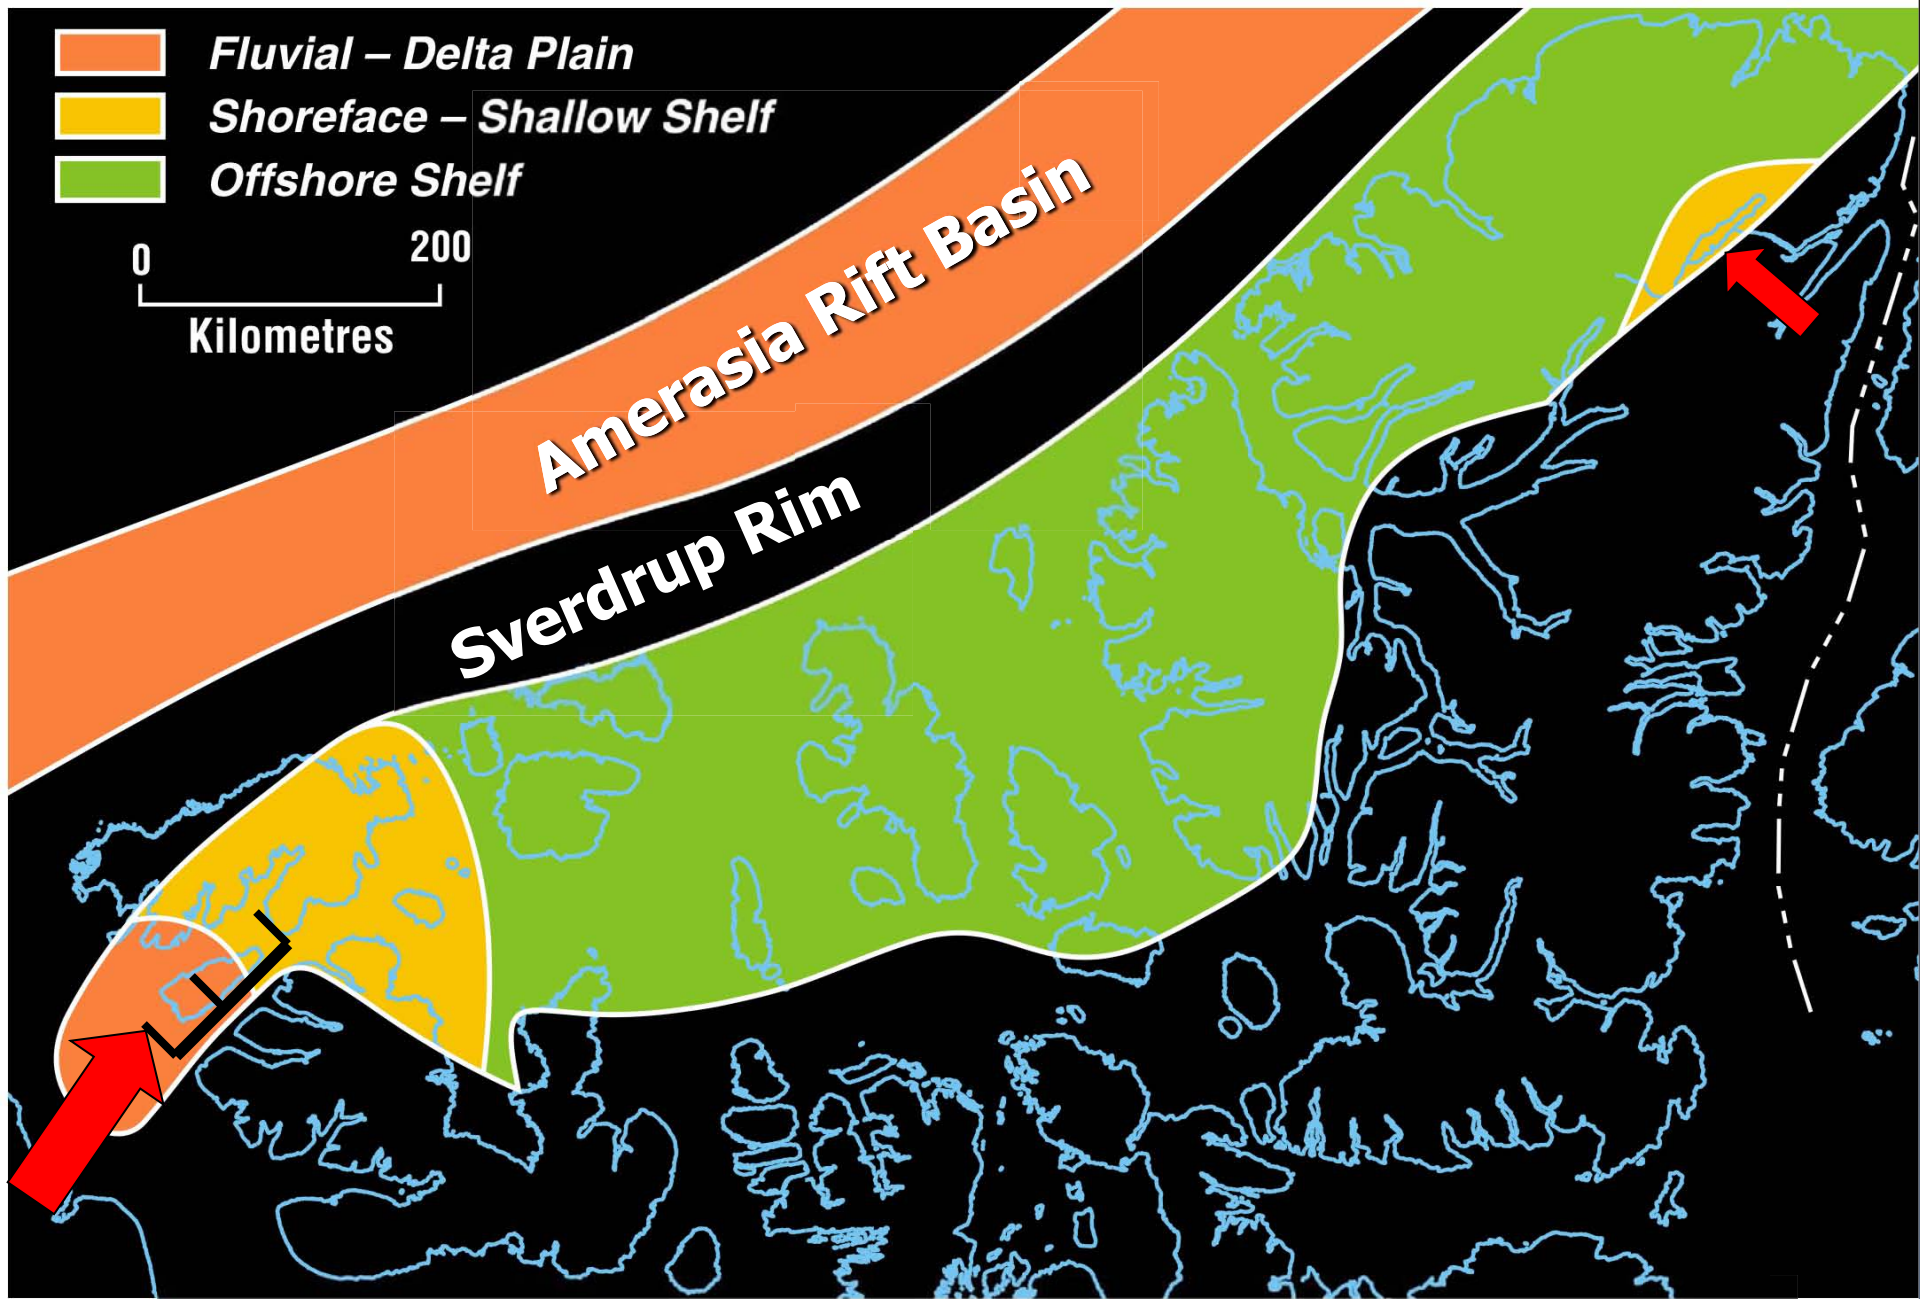 Fluvial – Delta Plain
Shoreface – Shallow Shelf
Offshore Shelf
0 200
Kilometres
Amerasia Rift Basin
Sverdrup Rim